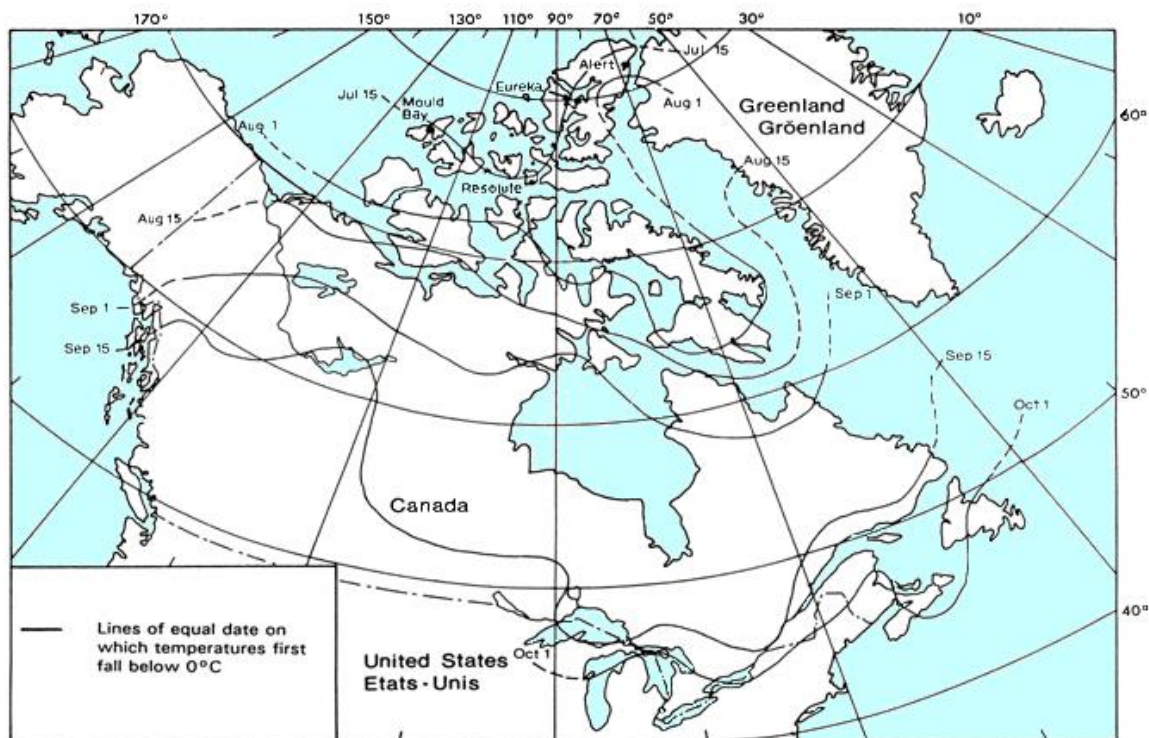 170°
150°
130°
110°
90°
70°
50°
30°
10°
Jul 15
Alert
Eureka
Jul 15
Mould
Bay
Aug 1
Aug 1
Greenland
Grŏenland
60°
Aug 15
Resolute
Aug 15
Sep 1
Sep 1
Sep 15
Sep 15
50°
Oct 1
Canada
40°
Lines of equal date on
which temperatures first
fall below 0°C
United States
Etats-Unis
Oct 1